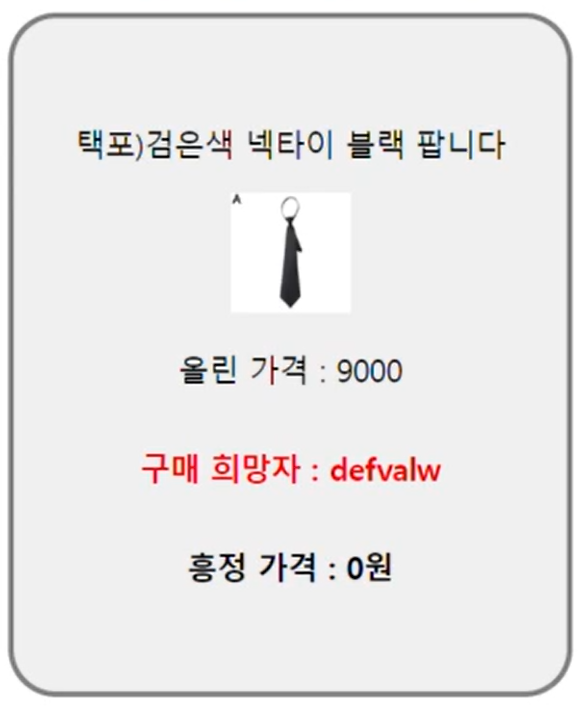 택포)검은색 넥타이 블랙 팝니다
A
올린 가격 : 9000
구매 희망자 : defvalw
흥정 가격 : 0원